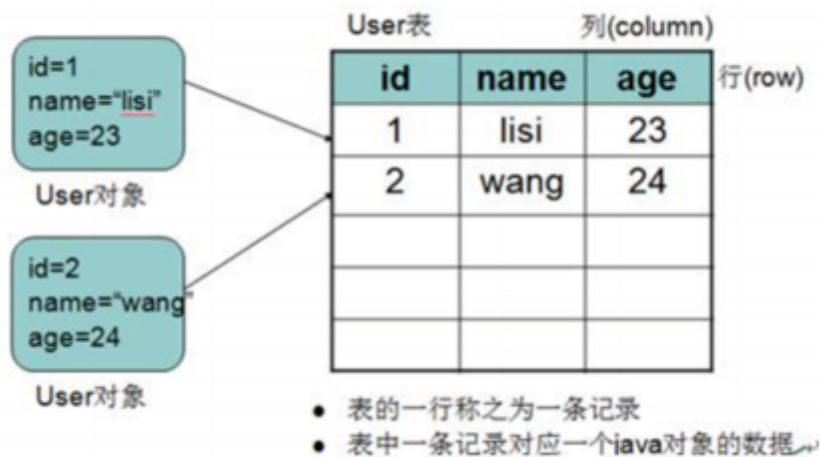 User表 列(column)
id=1
name="lisi"
age=23
User对象
id name age 行(row)
1 lisi 23
2 wang 24
id=2
name="wang"
age=24
User对象
• 表的一行称之为一条记录
• 表中一条记录对应一个java对象的数据